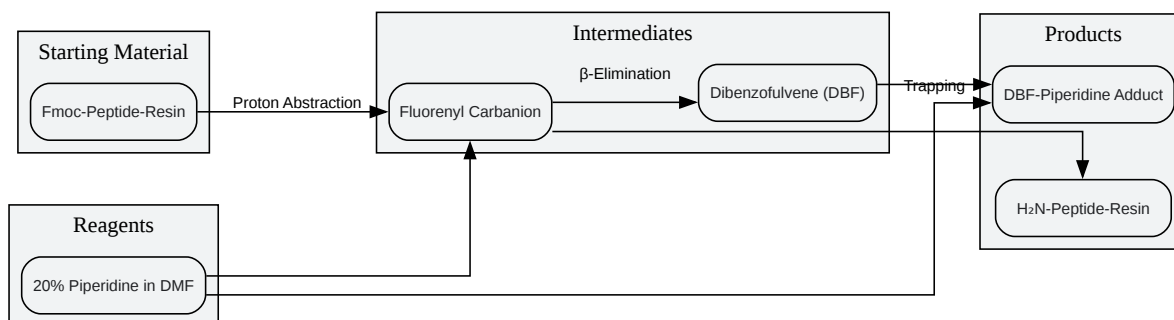 Starting Material
Fmoc-Peptide-Resin
Proton Abstraction
Intermediates
Fluorenyl Carbanion
β-Elimination
Dibenzofulvene (DBF)
Trapping
Products
DBF-Piperidine Adduct
H₂N-Peptide-Resin
Reagents
20% Piperidine in DMF